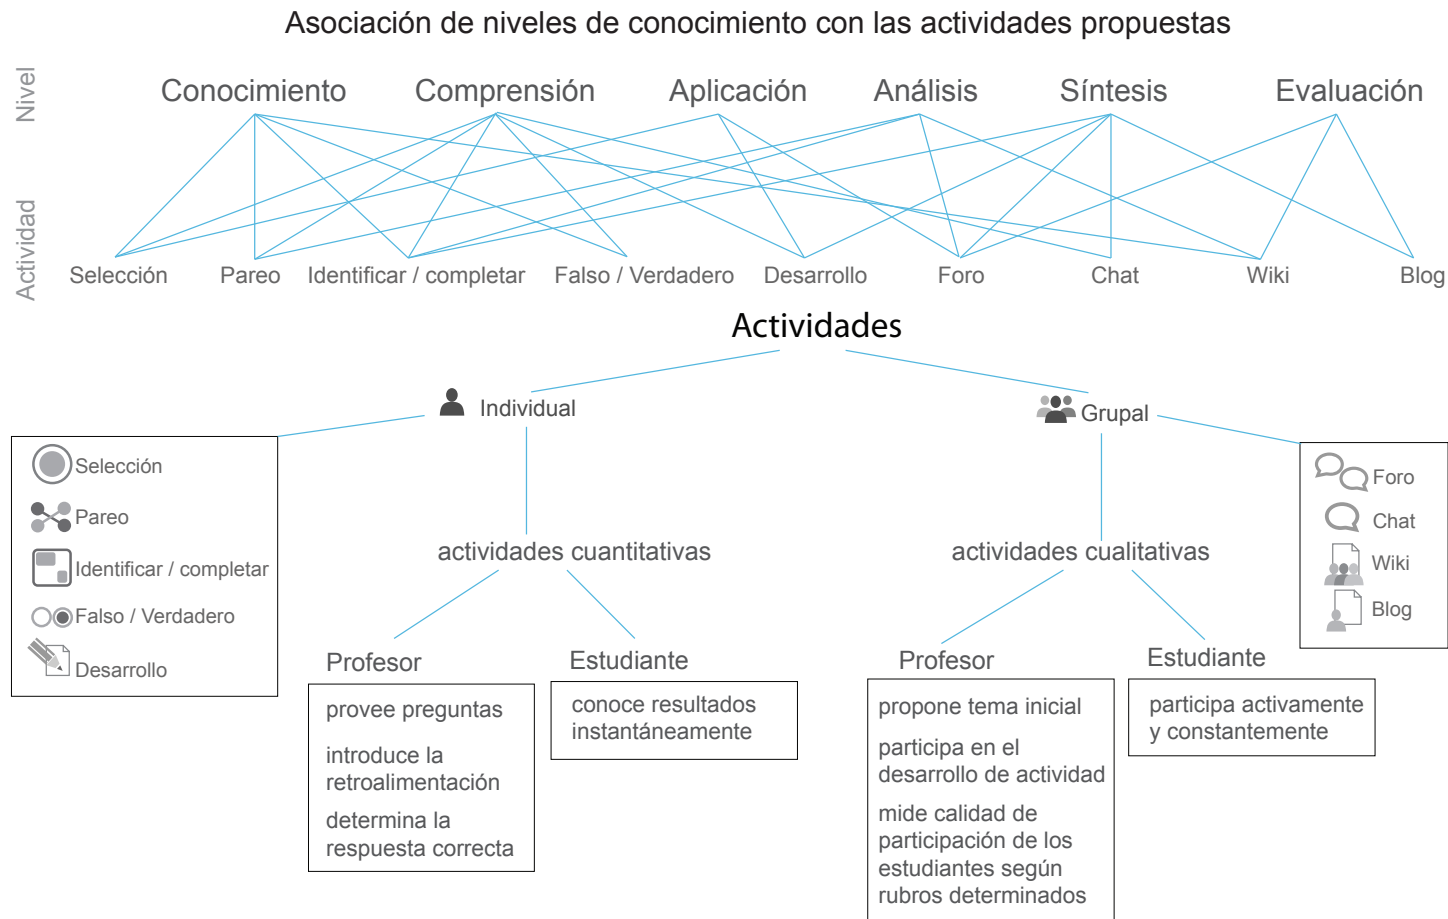 Asociación de niveles de conocimiento con las actividades propuestas
Nivel
Conocimiento Comprensión Aplicación Análisis Síntesis Evaluación
Actividad
Selección Pareo Identificar / completar Falso / Verdadero Desarrollo Foro Chat Wiki Blog
Actividades
Individual
Grupal
Selección
Pareo
Identificar / completar
Falso / Verdadero
Desarrollo
Foro
Chat
Wiki
Blog
actividades cuantitativas
actividades cualitativas
Profesor
provee preguntas
introduce la
retroalimentación
determina la
respuesta correcta
Estudiante
conoce resultados
instantáneamente
Profesor
propone tema inicial
participa en el
desarrollo de actividad
mide calidad de
participación de los
estudiantes según
rubros determinados
Estudiante
participa activamente
y constantemente